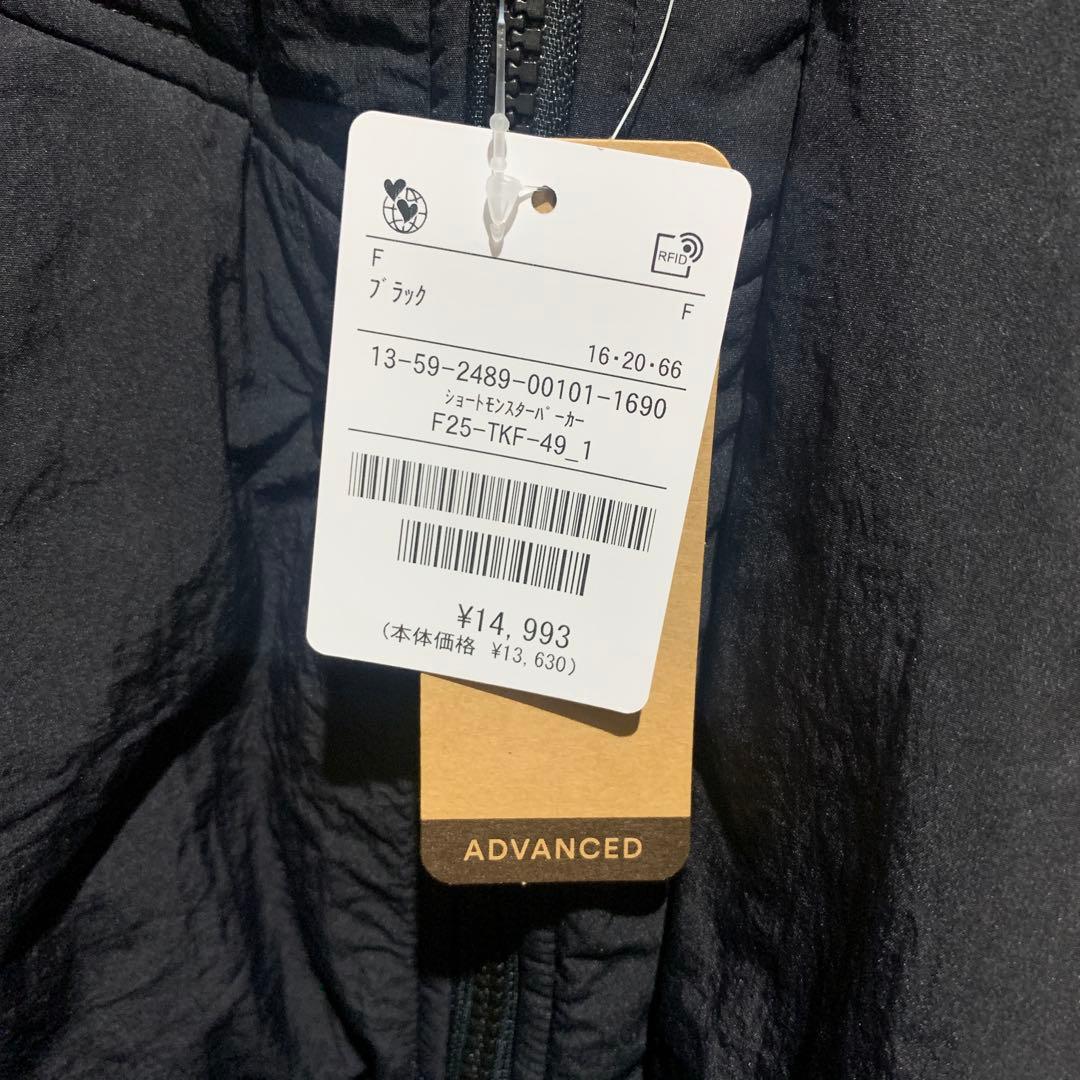 RFID
F
ブラック
F
16・20・66
13-59-2489-00101-1690
ショートモンスターパーカー
F25-TKF-49_1
¥14,993
(本体価格 ¥13,630)
ADVANCED